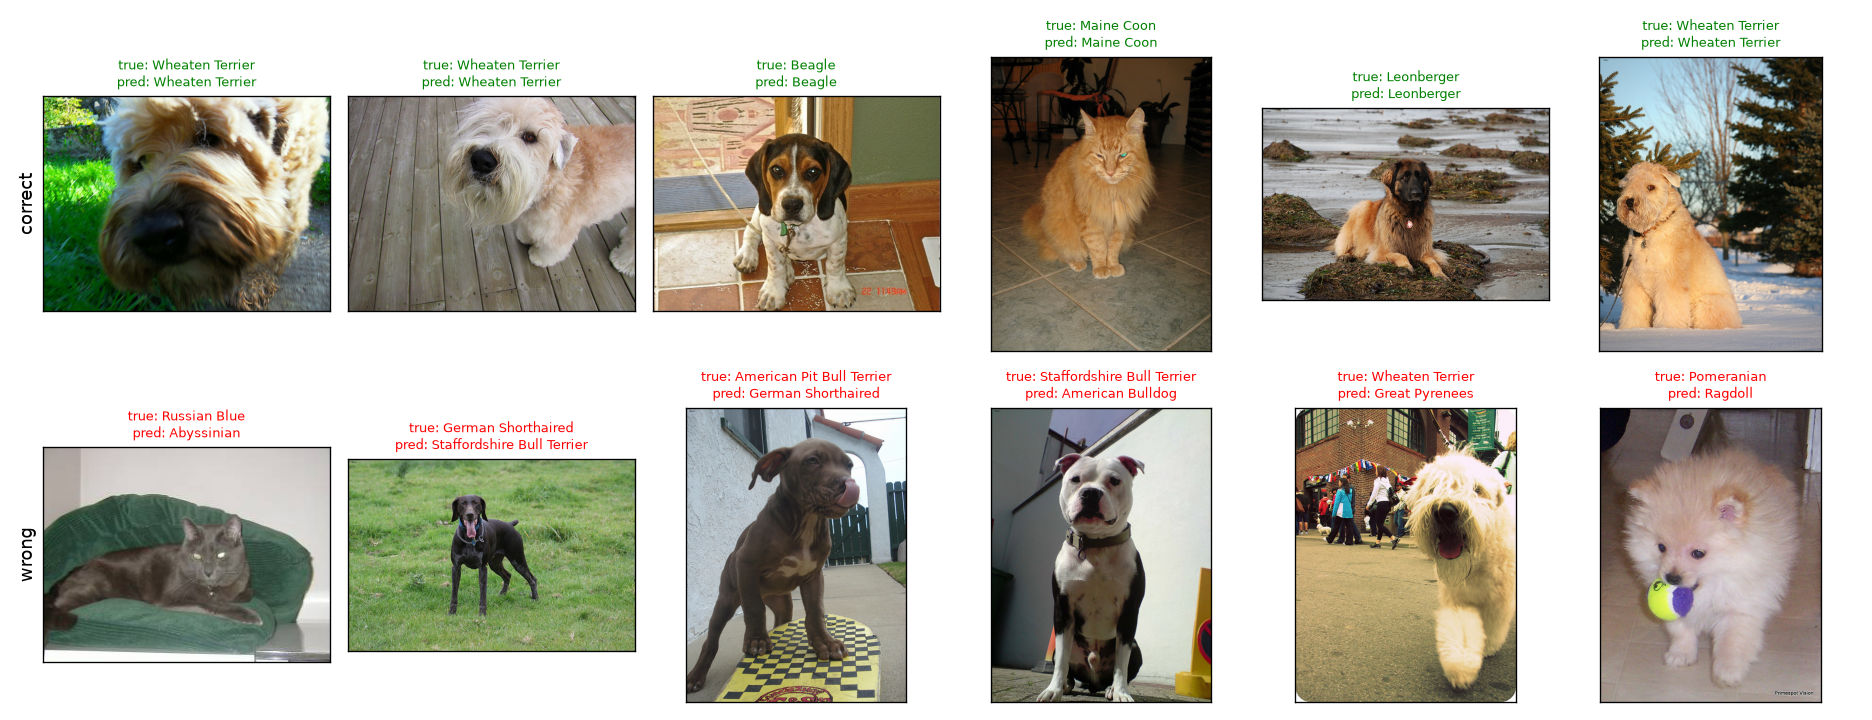 true: Wheaten Terrier
pred: Wheaten Terrier
true: Wheaten Terrier
pred: Wheaten Terrier
true: Beagle
pred: Beagle
true: Maine Coon
pred: Maine Coon
true: Leonberger
pred: Leonberger
true: Wheaten Terrier
pred: Wheaten Terrier
correct
true: Russian Blue
pred: Abyssinian
true: German Shorthaired
pred: Staffordshire Bull Terrier
true: American Pit Bull Terrier
pred: German Shorthaired
true: Staffordshire Bull Terrier
pred: American Bulldog
true: Wheaten Terrier
pred: Great Pyrenees
true: Pomeranian
pred: Ragdoll
wrong